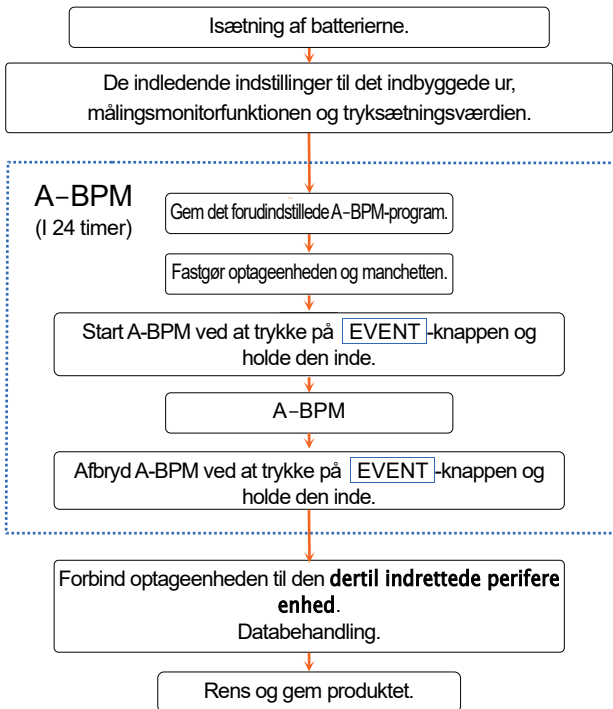 Isætning af batterierne.
De indledende indstillinger til det indbyggede ur,
målingsmonitorfunktionen og tryksætningsværdien.
A-BPM
(I 24 timer)
Gem det forudindstillede A-BPM-program.
Fastgør optageenheden og manchetten.
Start A-BPM ved at trykke på EVENT -knappen og
holde den inde.
A-BPM
Afbryd A-BPM ved at trykke på EVENT -knappen og
holde den inde.
Forbind optageenheden til den dertil indrettede perifere
enhed.
Databehandling.
Rens og gem produktet.